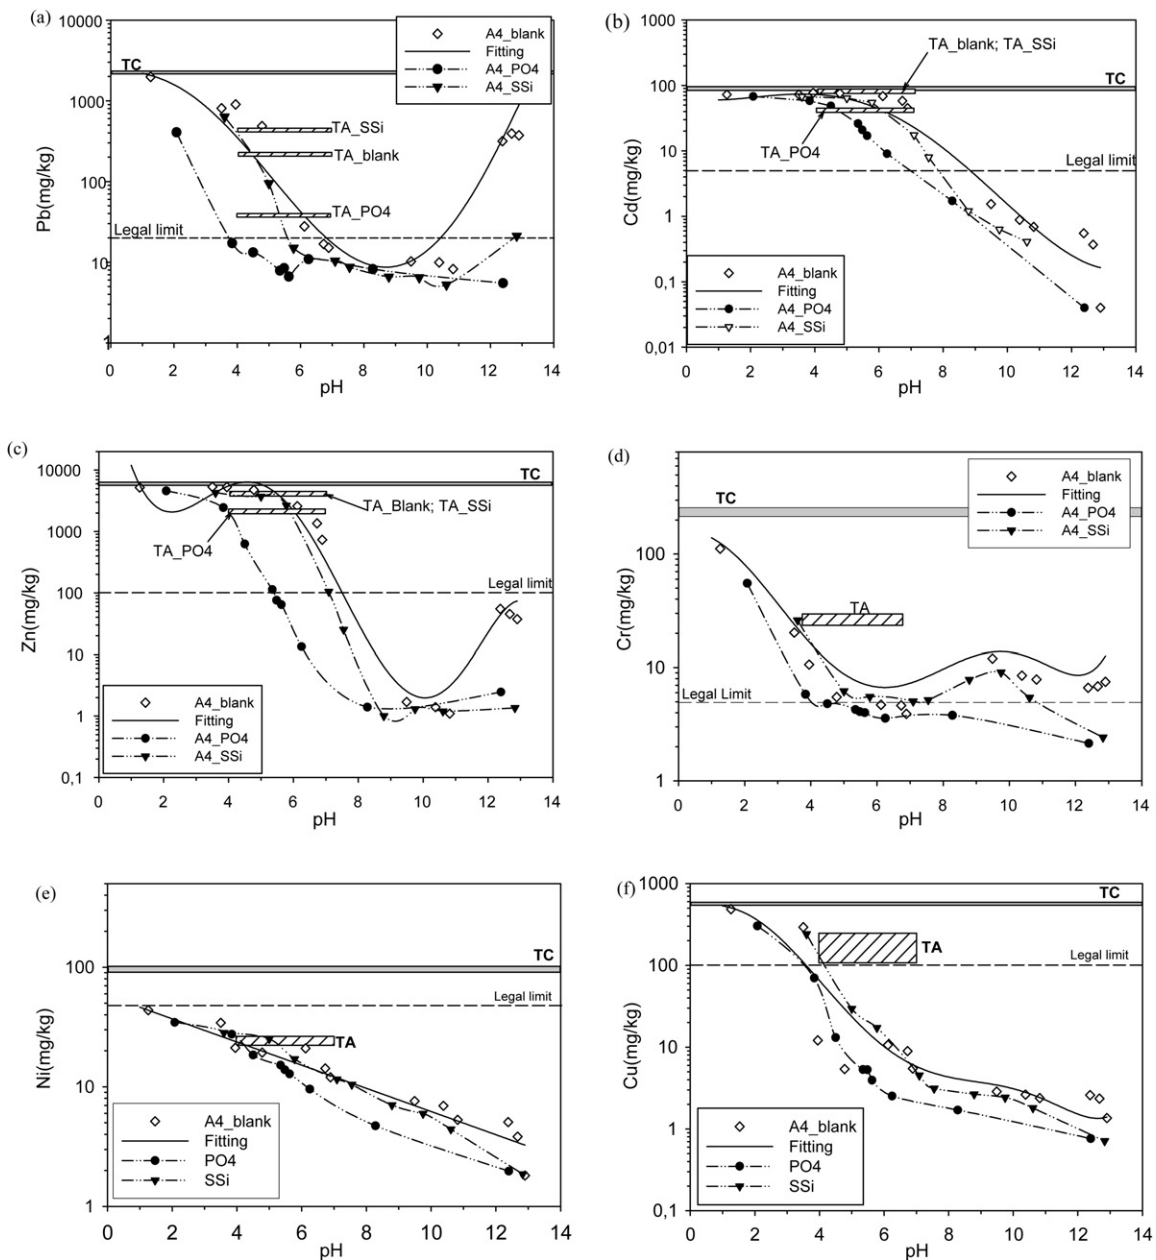 (a)
Pb(mg/kg)
10000
1000
100
10
1
TC
A4_blank
Fitting
A4_PO4
A4_SSi
TA_SSi
TA_blank
TA_PO4
Legal limit
0 2 4 6 8 10 12 14
pH
(b)
Cd(mg/kg)
1000
100
10
1
0,1
0,01
TA_blank; TA_SSi
TC
TA_PO4
Legal limit
A4_blank
Fitting
A4_PO4
A4_SSi
0 2 4 6 8 10 12 14
pH
(c)
Zn(mg/kg)
10000
1000
100
10
1
0,1
TC
TA_Blank; TA_SSi
TA_PO4
Legal limit
A4_blank
Fitting
A4_PO4
A4_SSi
0 2 4 6 8 10 12 14
pH
(d)
Cr(mg/kg)
100
10
1
TC
A4_blank
Fitting
A4_PO4
A4_SSi
TA
Legal Limit
0 2 4 6 8 10 12 14
pH
(e)
Ni(mg/kg)
100
10
1
TC
Legal limit
TA
A4_blank
Fitting
PO4
SSi
0 2 4 6 8 10 12 14
pH
(f)
Cu(mg/kg)
1000
100
10
1
0,1
TC
TA
Legal limit
A4_blank
Fitting
PO4
SSi
0 2 4 6 8 10 12 14
pH